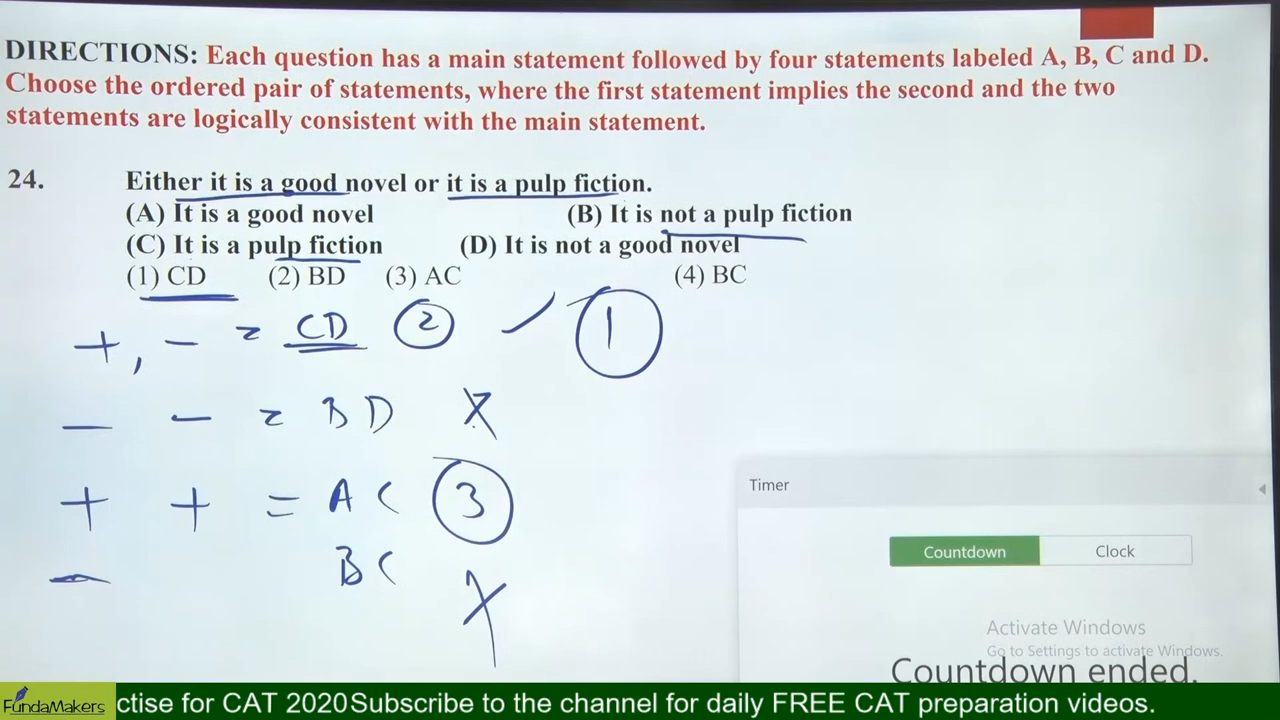 DIRECTIONS: Each question has a main statement followed by four statements labeled A, B, C and D.
Choose the ordered pair of statements, where the first statement implies the second and the two
statements are logically consistent with the main statement.
24. Either it is a good novel or it is a pulp fiction.
(A) It is a good novel (B) It is not a pulp fiction
(C) It is a pulp fiction (D) It is not a good novel
(1) CD (2) BD (3) AC (4) BC
+, - = CD 2 ✓ 1
- - = B D X
+ + = A C 3
- B C X
Timer
Countdown Clock
Activate Windows
Go to Settings to activate Windows.
Countdown ended.
FUNDAMAKERS ctise for CAT 2020Subscribe to the channel for daily FREE CAT preparation videos.